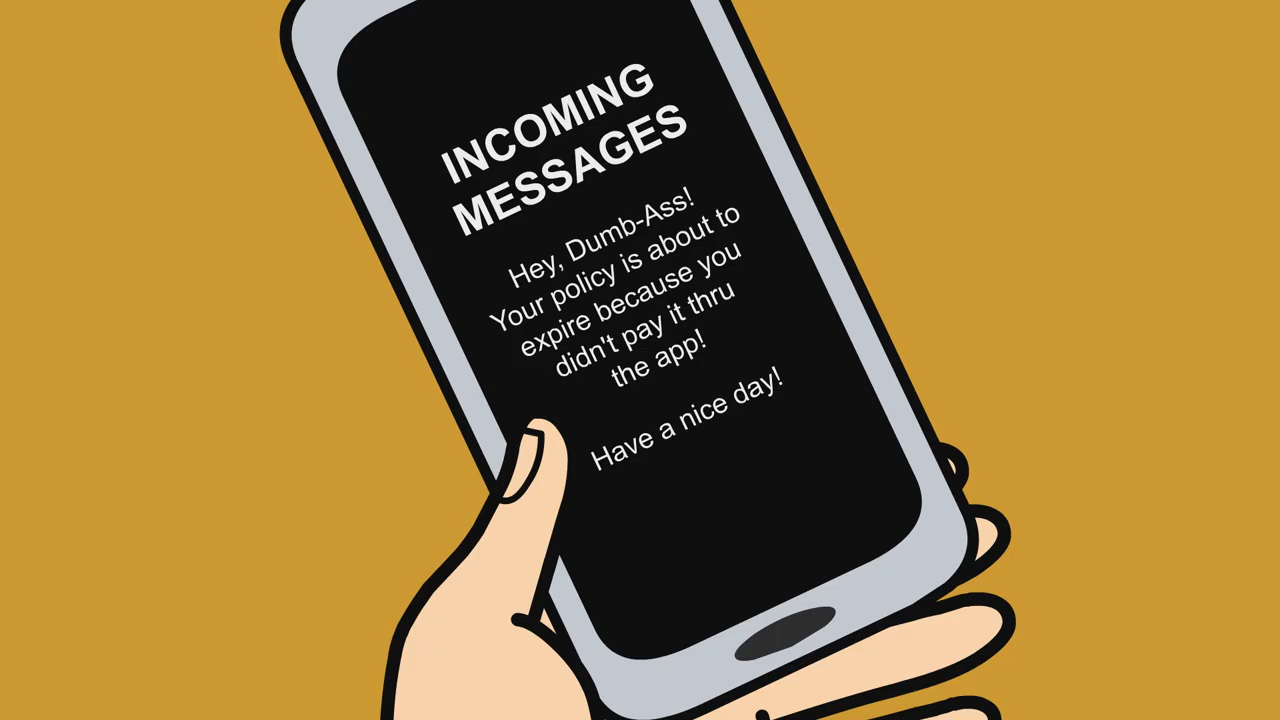 INCOMING
MESSAGES
Hey, Dumb-Ass!
Your policy is about to
expire because you
didn't pay it thru
the app!
Have a nice day!